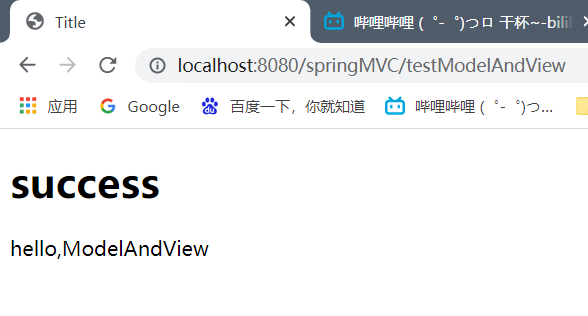 Title
哔哩哔哩 (゜-゜)つロ 干杯~-bilib
localhost:8080/springMVC/testModelAndView
应用 Google 百度一下，你就知道 哔哩哔哩 (゜-゜)つ...
success
hello,ModelAndView